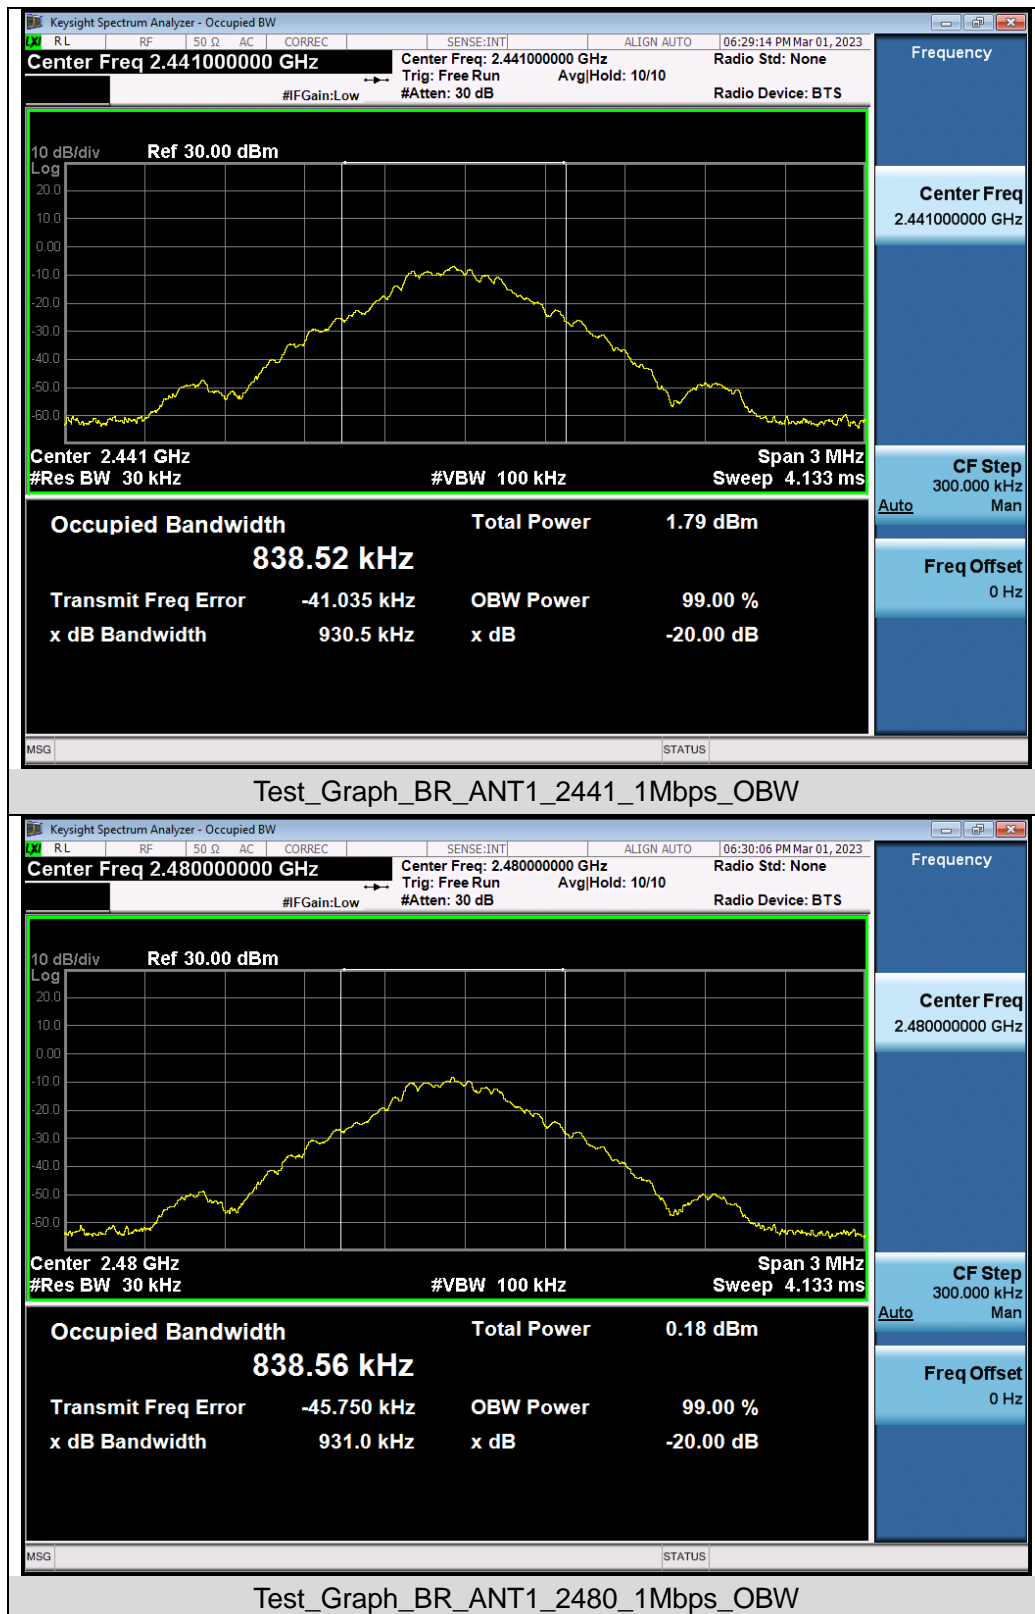 Keysight Spectrum Analyzer - Occupied BW
LXI RL RF 50 Ω AC CORREC SENSE:INT ALIGN AUTO 06:29:14 PM Mar 01, 2023
Center Freq 2.441000000 GHz Center Freq: 2.441000000 GHz Radio Std: None Frequency
Trig: Free Run Avg|Hold: 10/10
#IFGain:Low #Atten: 30 dB Radio Device: BTS
10 dB/div Ref 30.00 dBm
Log
20.0
10.0
0.00
-10.0
-20.0
-30.0
-40.0
-50.0
-60.0
Center Freq
2.441000000 GHz
Center 2.441 GHz Span 3 MHz
#Res BW 30 kHz #VBW 100 kHz Sweep 4.133 ms
CF Step
300.000 kHz
Auto Man
Occupied Bandwidth Total Power 1.79 dBm
838.52 kHz
Freq Offset
0 Hz
Transmit Freq Error -41.035 kHz OBW Power 99.00 %
x dB Bandwidth 930.5 kHz x dB -20.00 dB
MSG STATUS
Test_Graph_BR_ANT1_2441_1Mbps_OBW
Keysight Spectrum Analyzer - Occupied BW
LXI RL RF 50 Ω AC CORREC SENSE:INT ALIGN AUTO 06:30:06 PM Mar 01, 2023
Center Freq 2.480000000 GHz Center Freq: 2.480000000 GHz Radio Std: None Frequency
Trig: Free Run Avg|Hold: 10/10
#IFGain:Low #Atten: 30 dB Radio Device: BTS
10 dB/div Ref 30.00 dBm
Log
20.0
10.0
0.00
-10.0
-20.0
-30.0
-40.0
-50.0
-60.0
Center Freq
2.480000000 GHz
Center 2.48 GHz Span 3 MHz
#Res BW 30 kHz #VBW 100 kHz Sweep 4.133 ms
CF Step
300.000 kHz
Auto Man
Occupied Bandwidth Total Power 0.18 dBm
838.56 kHz
Freq Offset
0 Hz
Transmit Freq Error -45.750 kHz OBW Power 99.00 %
x dB Bandwidth 931.0 kHz x dB -20.00 dB
MSG STATUS
Test_Graph_BR_ANT1_2480_1Mbps_OBW